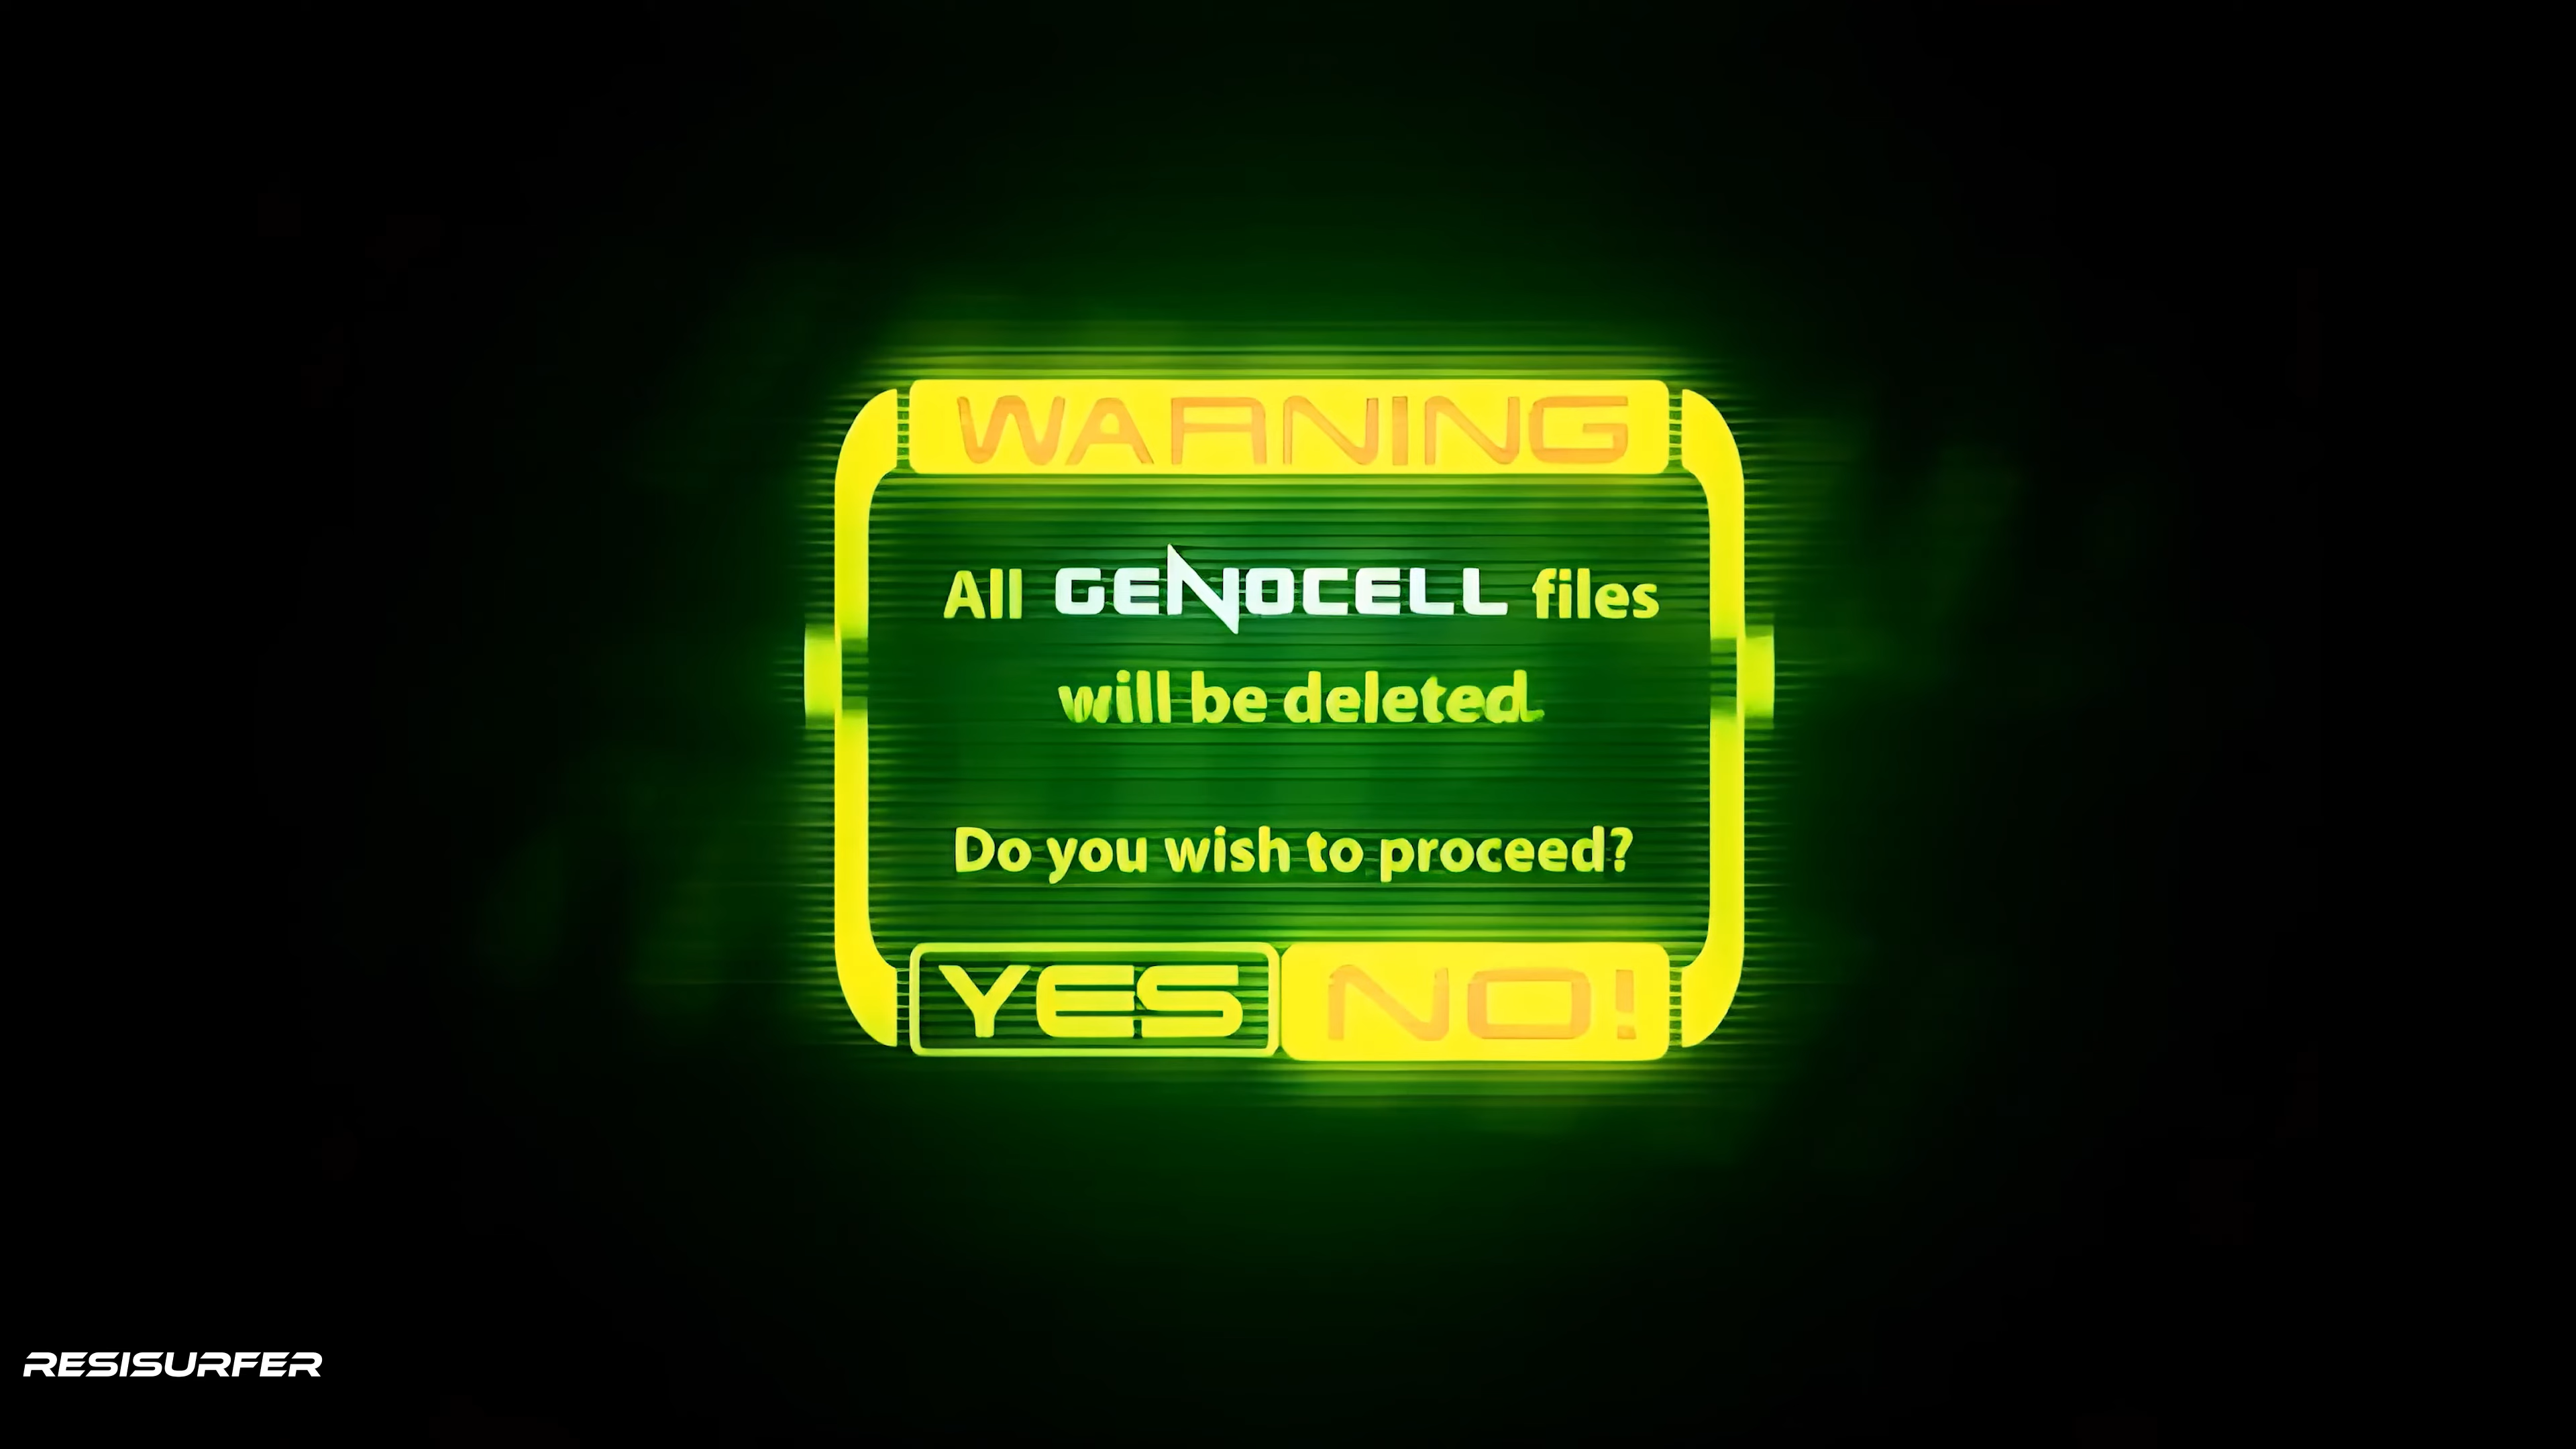 WARNING
All GENOCELL files
will be deleted.
Do you wish to proceed?
YES NO!
RESISURFER